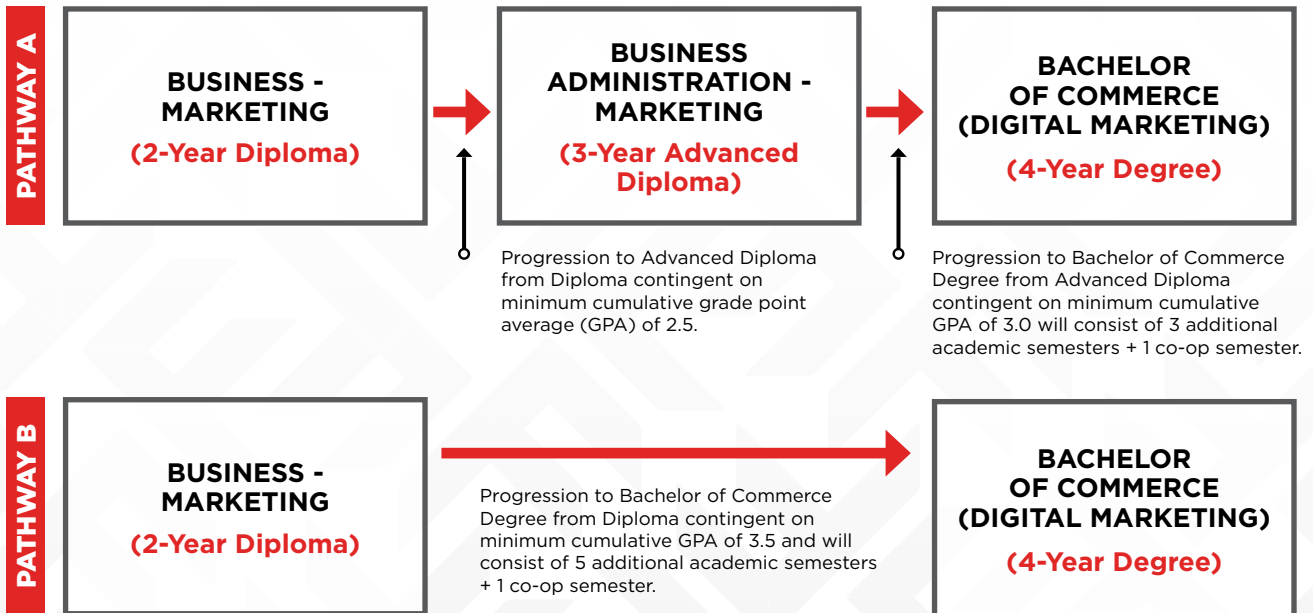 PATHWAY A
BUSINESS -
MARKETING
(2-Year Diploma)
BUSINESS
ADMINISTRATION -
MARKETING
(3-Year Advanced
Diploma)
BACHELOR
OF COMMERCE
(DIGITAL MARKETING)
(4-Year Degree)
Progression to Advanced Diploma
from Diploma contingent on
minimum cumulative grade point
average (GPA) of 2.5.
Progression to Bachelor of Commerce
Degree from Advanced Diploma
contingent on minimum cumulative
GPA of 3.0 will consist of 3 additional
academic semesters + 1 co-op semester.
PATHWAY B
BUSINESS -
MARKETING
(2-Year Diploma)
Progression to Bachelor of Commerce
Degree from Diploma contingent on
minimum cumulative GPA of 3.5 and will
consist of 5 additional academic semesters
+ 1 co-op semester.
BACHELOR
OF COMMERCE
(DIGITAL MARKETING)
(4-Year Degree)